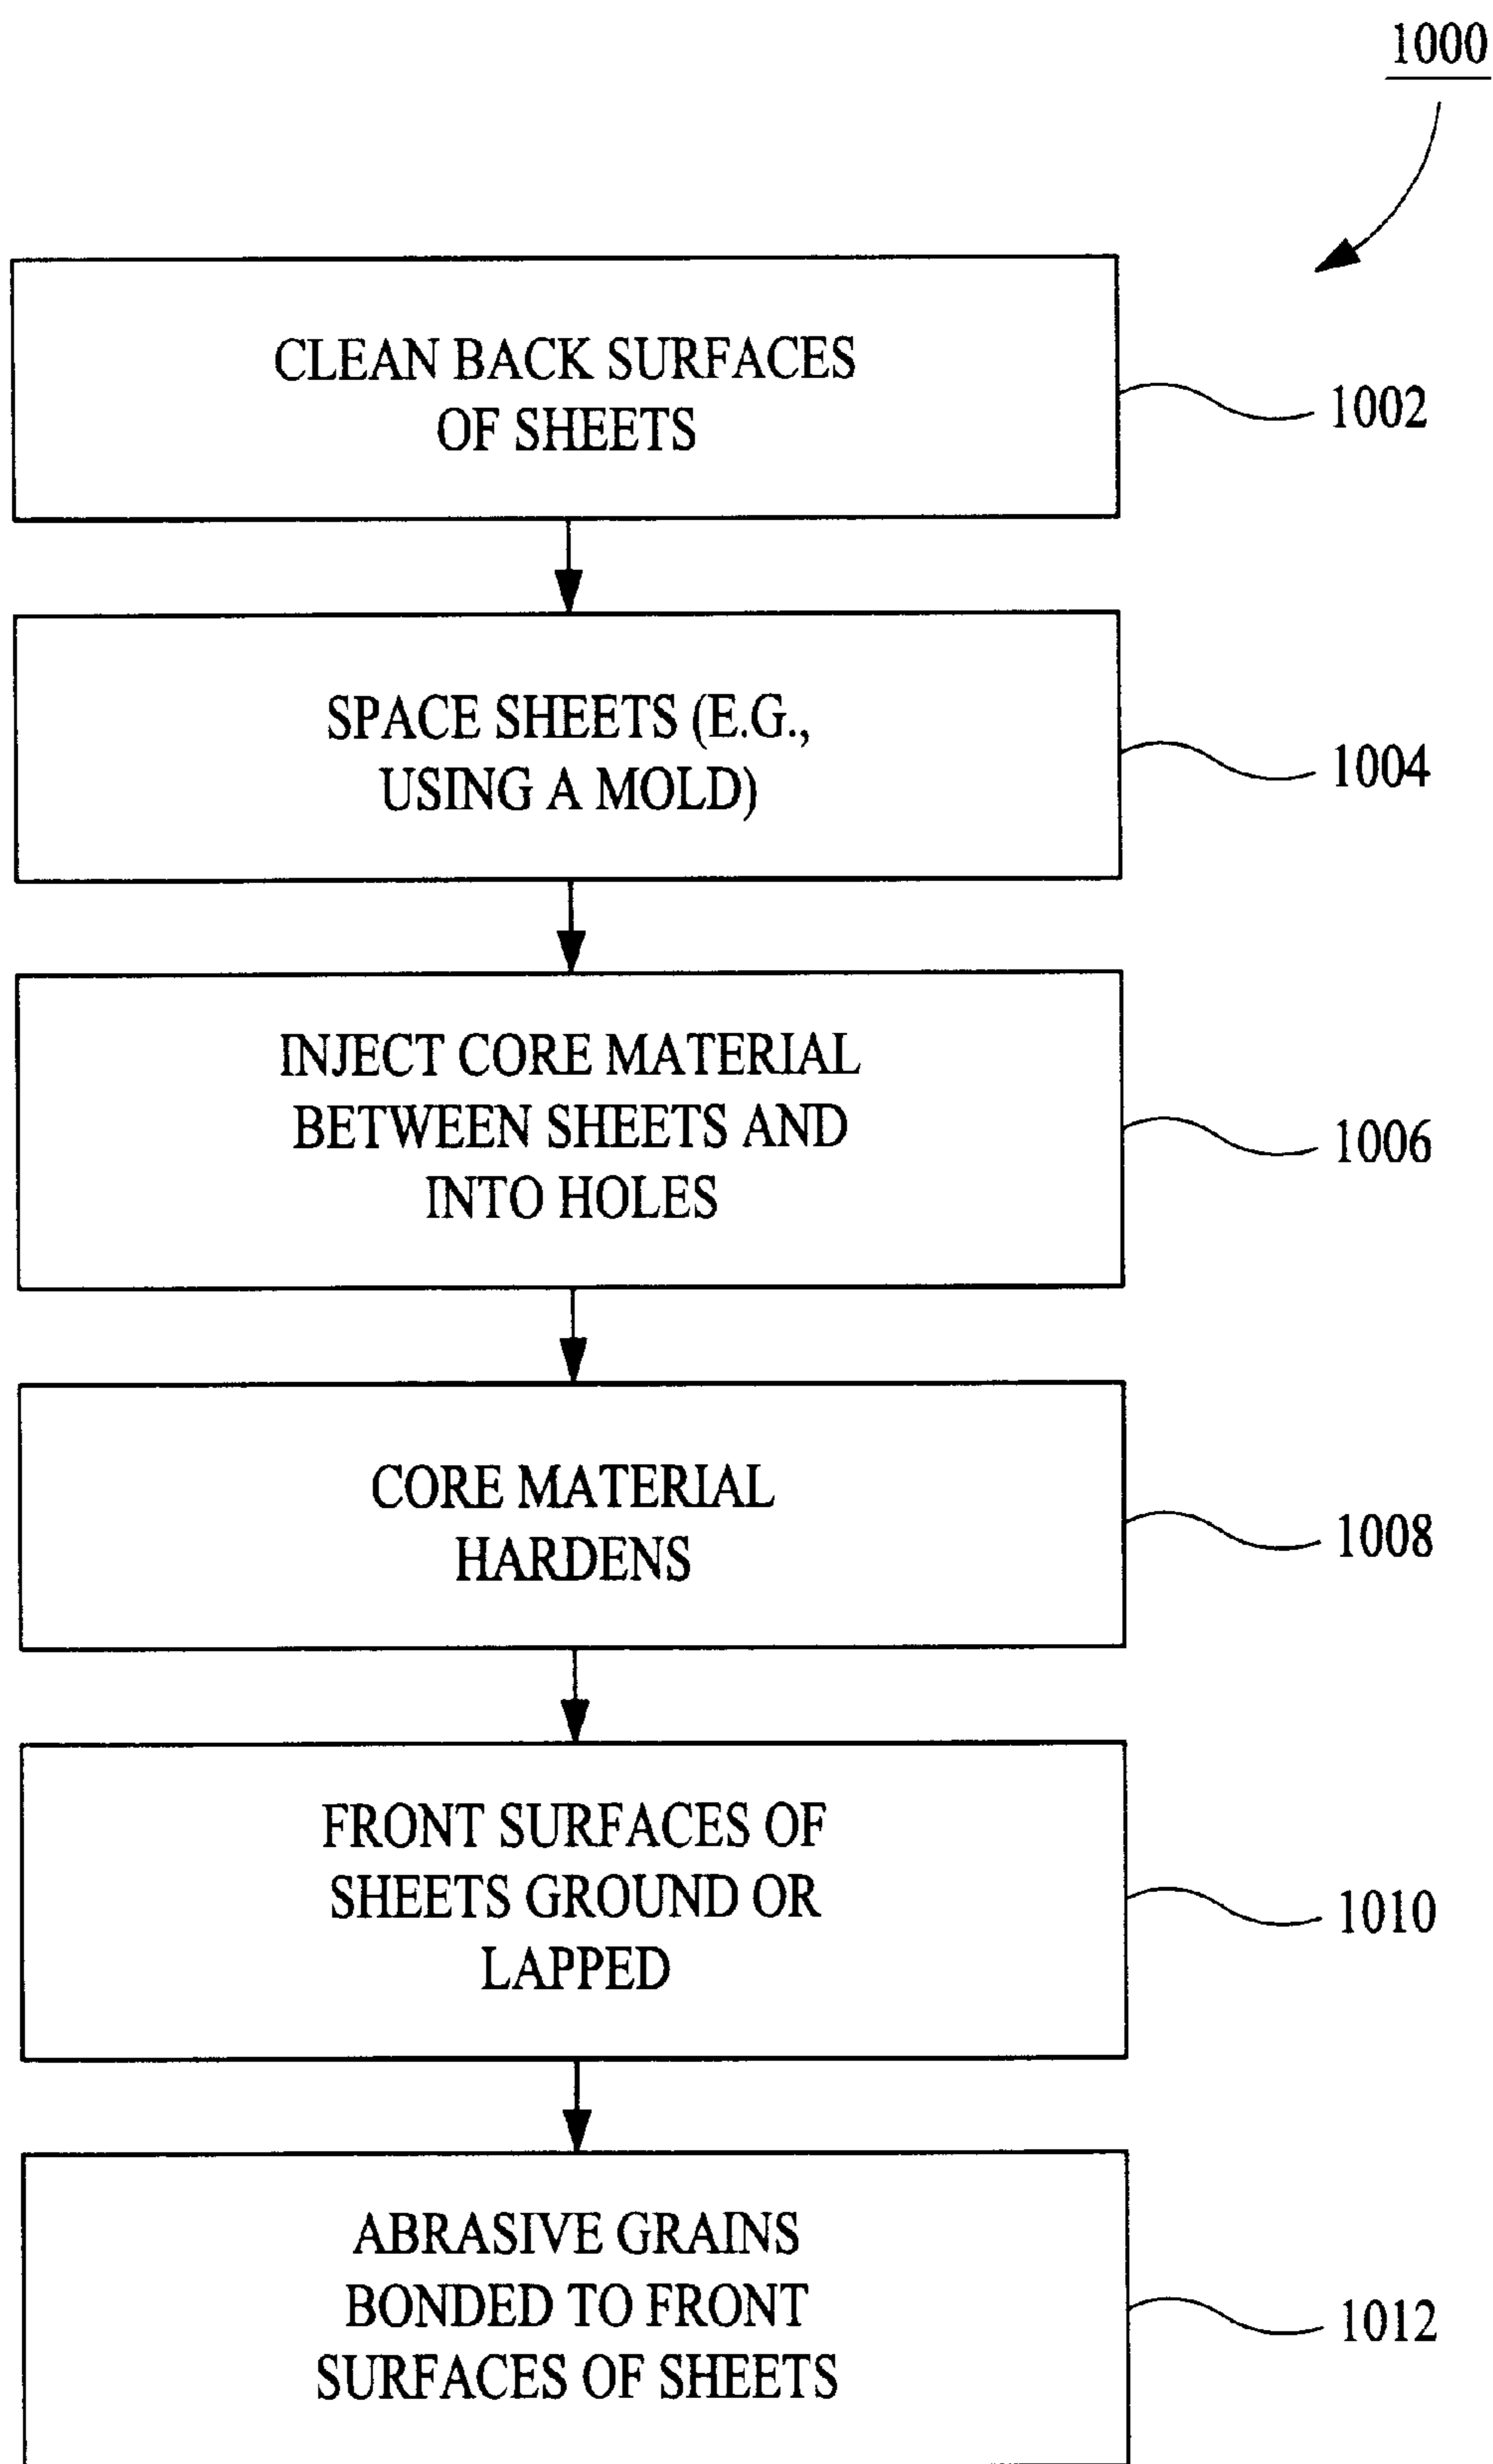 1000
CLEAN BACK SURFACES
OF SHEETS
1002
SPACE SHEETS (E.G.,
USING A MOLD)
1004
INJECT CORE MATERIAL
BETWEEN SHEETS AND
INTO HOLES
1006
CORE MATERIAL
HARDENS
1008
FRONT SURFACES OF
SHEETS GROUND OR
LAPPED
1010
ABRASIVE GRAINS
BONDED TO FRONT
SURFACES OF SHEETS
1012